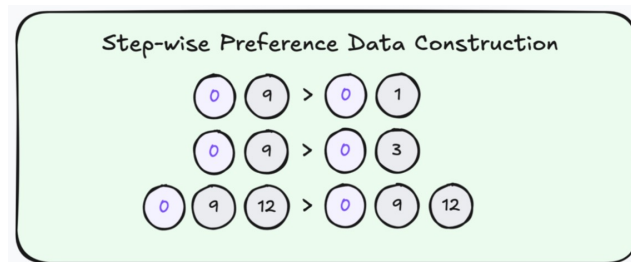 Step-wise Preference Data Construction
0 9 > 0 1
0 9 > 0 3
0 9 12 > 0 9 12